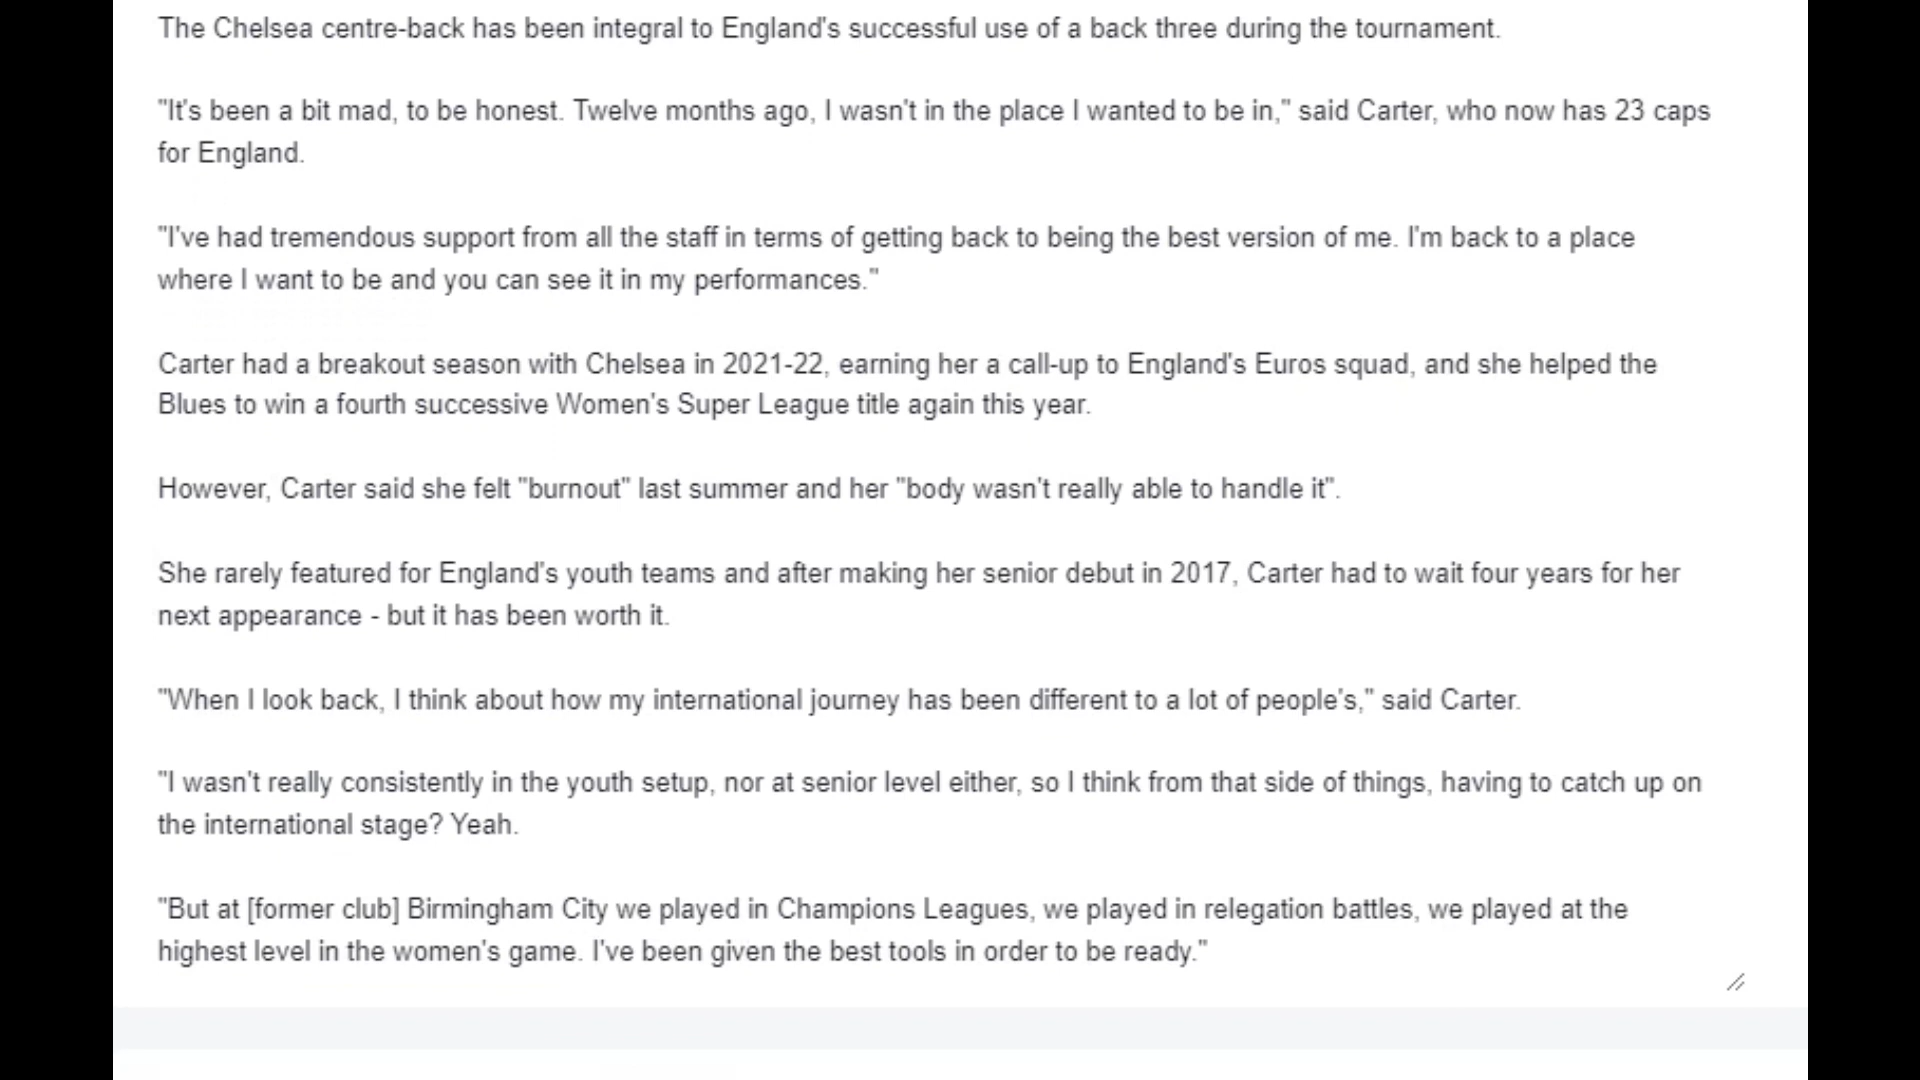 The Chelsea centre-back has been integral to England's successful use of a back three during the tournament.
"It's been a bit mad, to be honest. Twelve months ago, I wasn't in the place I wanted to be in," said Carter, who now has 23 caps
for England.
"I've had tremendous support from all the staff in terms of getting back to being the best version of me. I'm back to a place
where I want to be and you can see it in my performances."
Carter had a breakout season with Chelsea in 2021-22, earning her a call-up to England's Euros squad, and she helped the
Blues to win a fourth successive Women's Super League title again this year.
However, Carter said she felt "burnout" last summer and her "body wasn't really able to handle it".
She rarely featured for England's youth teams and after making her senior debut in 2017, Carter had to wait four years for her
next appearance - but it has been worth it.
"When I look back, I think about how my international journey has been different to a lot of people's," said Carter.
"I wasn't really consistently in the youth setup, nor at senior level either, so I think from that side of things, having to catch up on
the international stage? Yeah.
"But at [former club] Birmingham City we played in Champions Leagues, we played in relegation battles, we played at the
highest level in the women's game. I've been given the best tools in order to be ready."